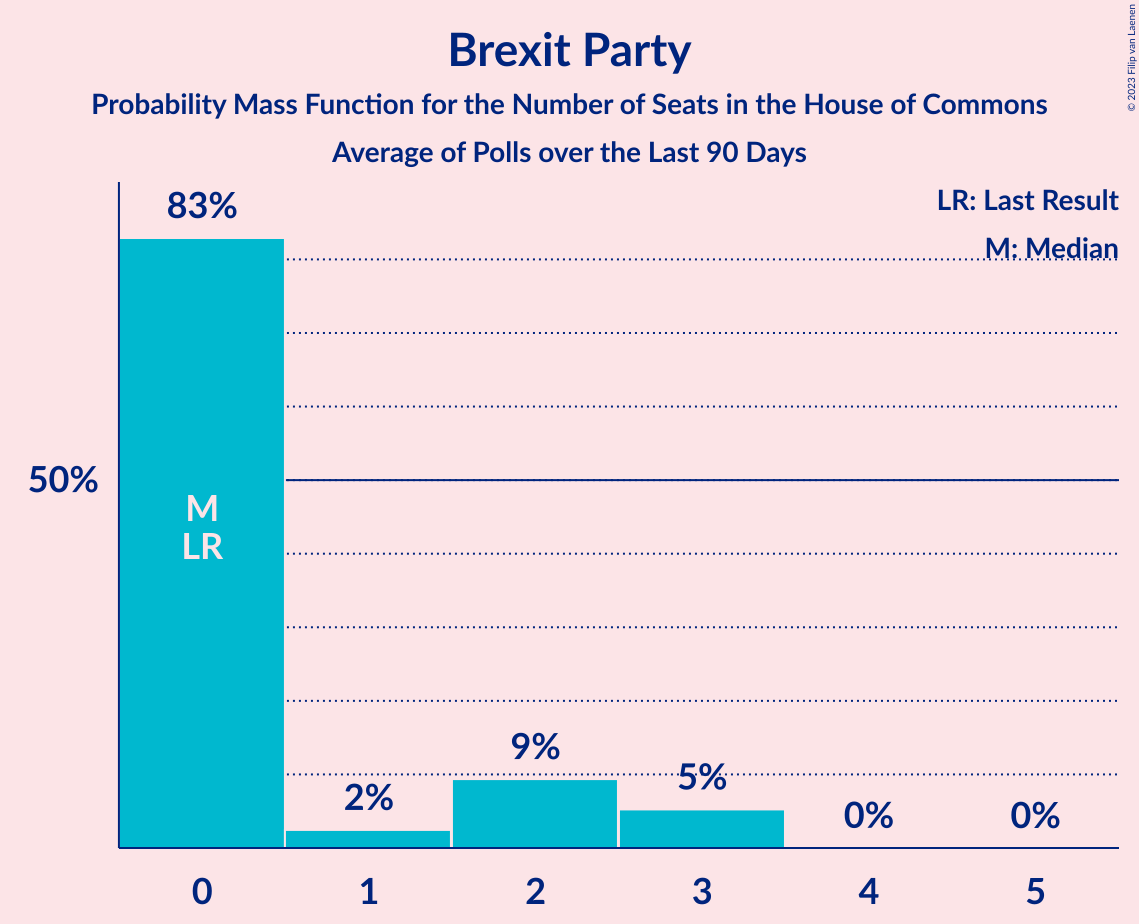 Brexit Party
Probability Mass Function for the Number of Seats in the House of Commons
Average of Polls over the Last 90 Days
© 2023 Filip van Laenen
LR: Last Result
M: Median
83%
50%
M
LR
2%
9%
5%
0%
0%
0
1
2
3
4
5